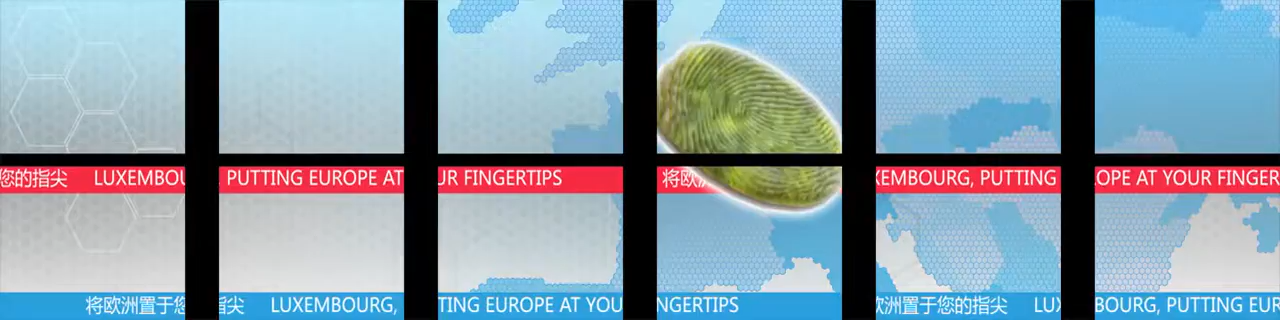 您的指尖 LUXEMBOU PUTTING EUROPE AT UR FINGERTIPS 将欧 XEMBOURG, PUTTING OPE AT YOUR FINGER
将欧洲置于您 指尖 LUXEMBOURG, TING EUROPE AT YOU NGERTIPS 欧洲置于您的指尖 LUX BOURG, PUTTING EUR